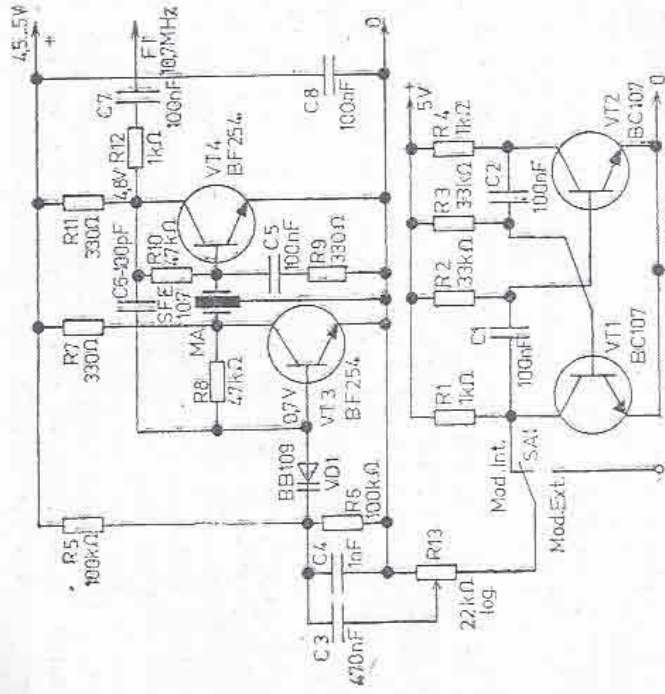 4,5...5V
+
R11
330Ω
4,8V
R12
1kΩ
C7
100nF
F1
10,7MHz
C8
100nF
0
R7
330Ω
C6
100pF
R10
47kΩ
VT4
BF254
SFE
10,7
MA
C5
100nF
R9
330Ω
R8
47kΩ
0,7V
VT3
BF254
BB109
VD1
R5
100kΩ
R6
100kΩ
C4
1nF
C3
470nF
R13
22kΩ
log.
+
5V
R1
1kΩ
R2
33kΩ
R3
33kΩ
R4
1kΩ
C1
100nF
C2
100nF
VT1
BC107
VT2
BC107
Mod.Int.
SA1
Mod.Ext.
0